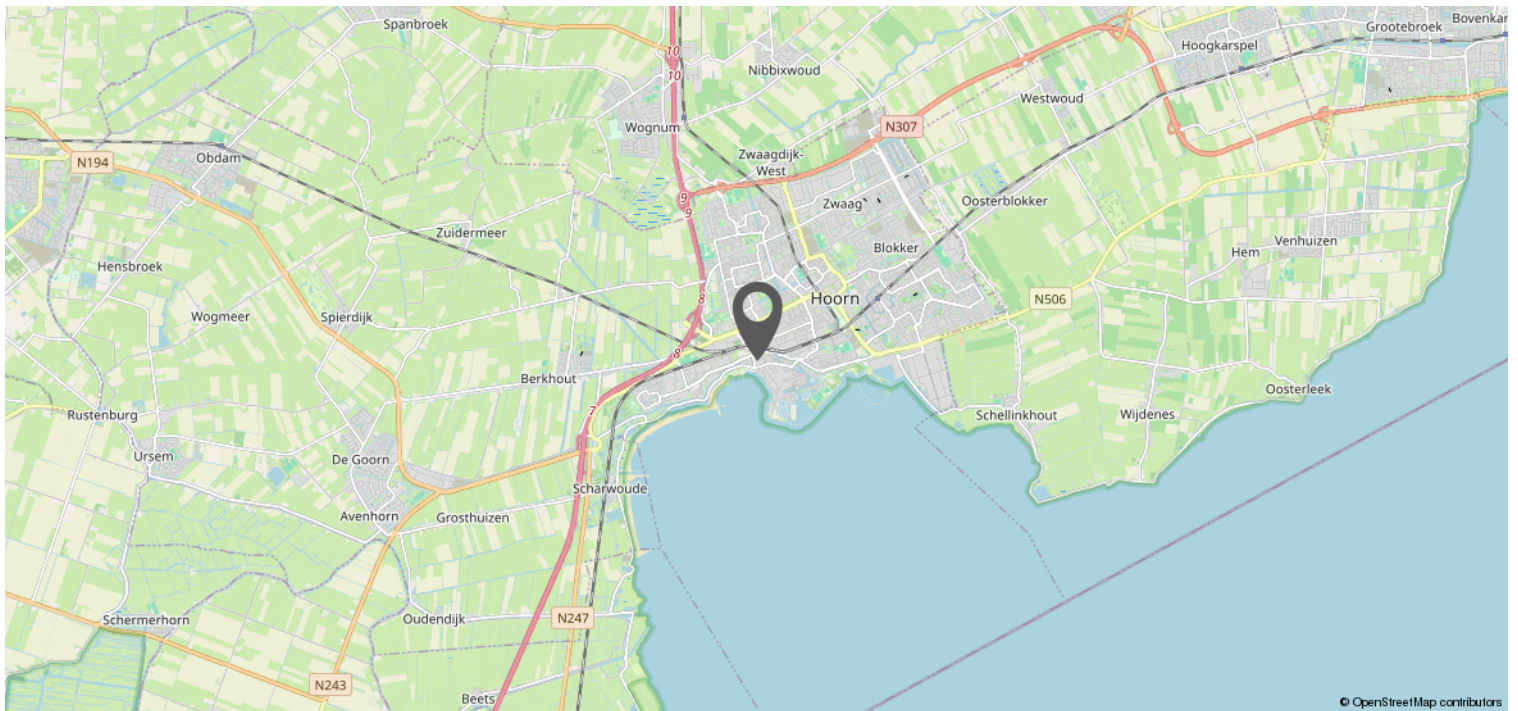 Spanbroek
Grootebroek
Bovenkar
Hoogkarspel
10
10
Nibbixwoud
Westwoud
Wognum
N307
N194
Obdam
Zwaagdijk-
West
9
9
Zwaag
Oosterblokker
Zuidermeer
Blokker
Venhuizen
Hem
Hensbroek
8
Hoorn
N506
Wogmeer
Spierdijk
8
Berkhout
Oosterleek
7
Rustenburg
Schellinkhout
Wijdenes
Ursem
De Goorn
Scharwoude
Avenhorn
Grosthuizen
Schermerhorn
Oudendijk
N247
N243
Beets
© OpenStreetMap contributors